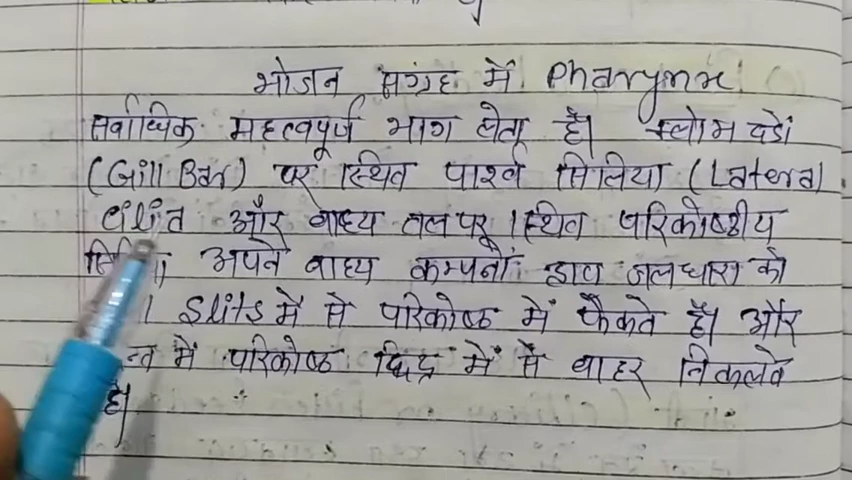 भोजन संग्रह में Pharynx
सर्वाधिक महत्वपूर्ण भाग लेता है। क्लोम दडों
(Gill Bar) पर स्थित पार्श्व सिलिया (Lateral
और बाह्य तल पर स्थित परिकोष्ठीय
अपने बाह्य कम्पनों द्वारा जलधारा को
Slits में से परिकोष्ठ में फैकते है। और
में परिकोष्ठ छिद्र में से बाहर निकलते
है।